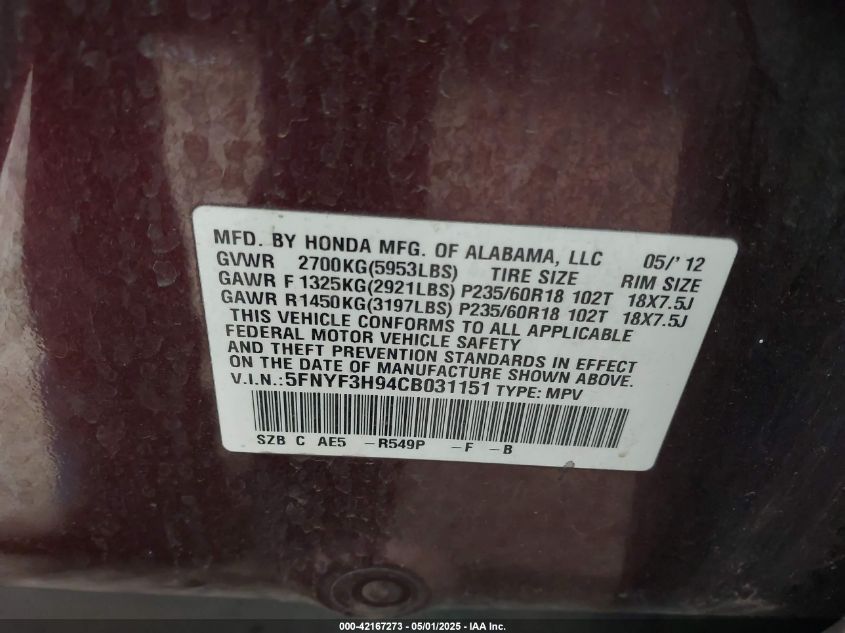 MFD. BY HONDA MFG. OF ALABAMA, LLC 05/'12
GVWR 2700KG(5953LBS) TIRE SIZE RIM SIZE
GAWR F 1325KG(2921LBS) P235/60R18 102T 18X7.5J
GAWR R1450KG(3197LBS) P235/60R18 102T 18X7.5J
THIS VEHICLE CONFORMS TO ALL APPLICABLE
FEDERAL MOTOR VEHICLE SAFETY
AND THEFT PREVENTION STANDARDS IN EFFECT
ON THE DATE OF MANUFACTURE SHOWN ABOVE.
V.I.N.:5FNYF3H94CB031151 TYPE: MPV
SZB C AE5 -R549P -F -B
000-42167273 - 05/01/2025 - IAA Inc.